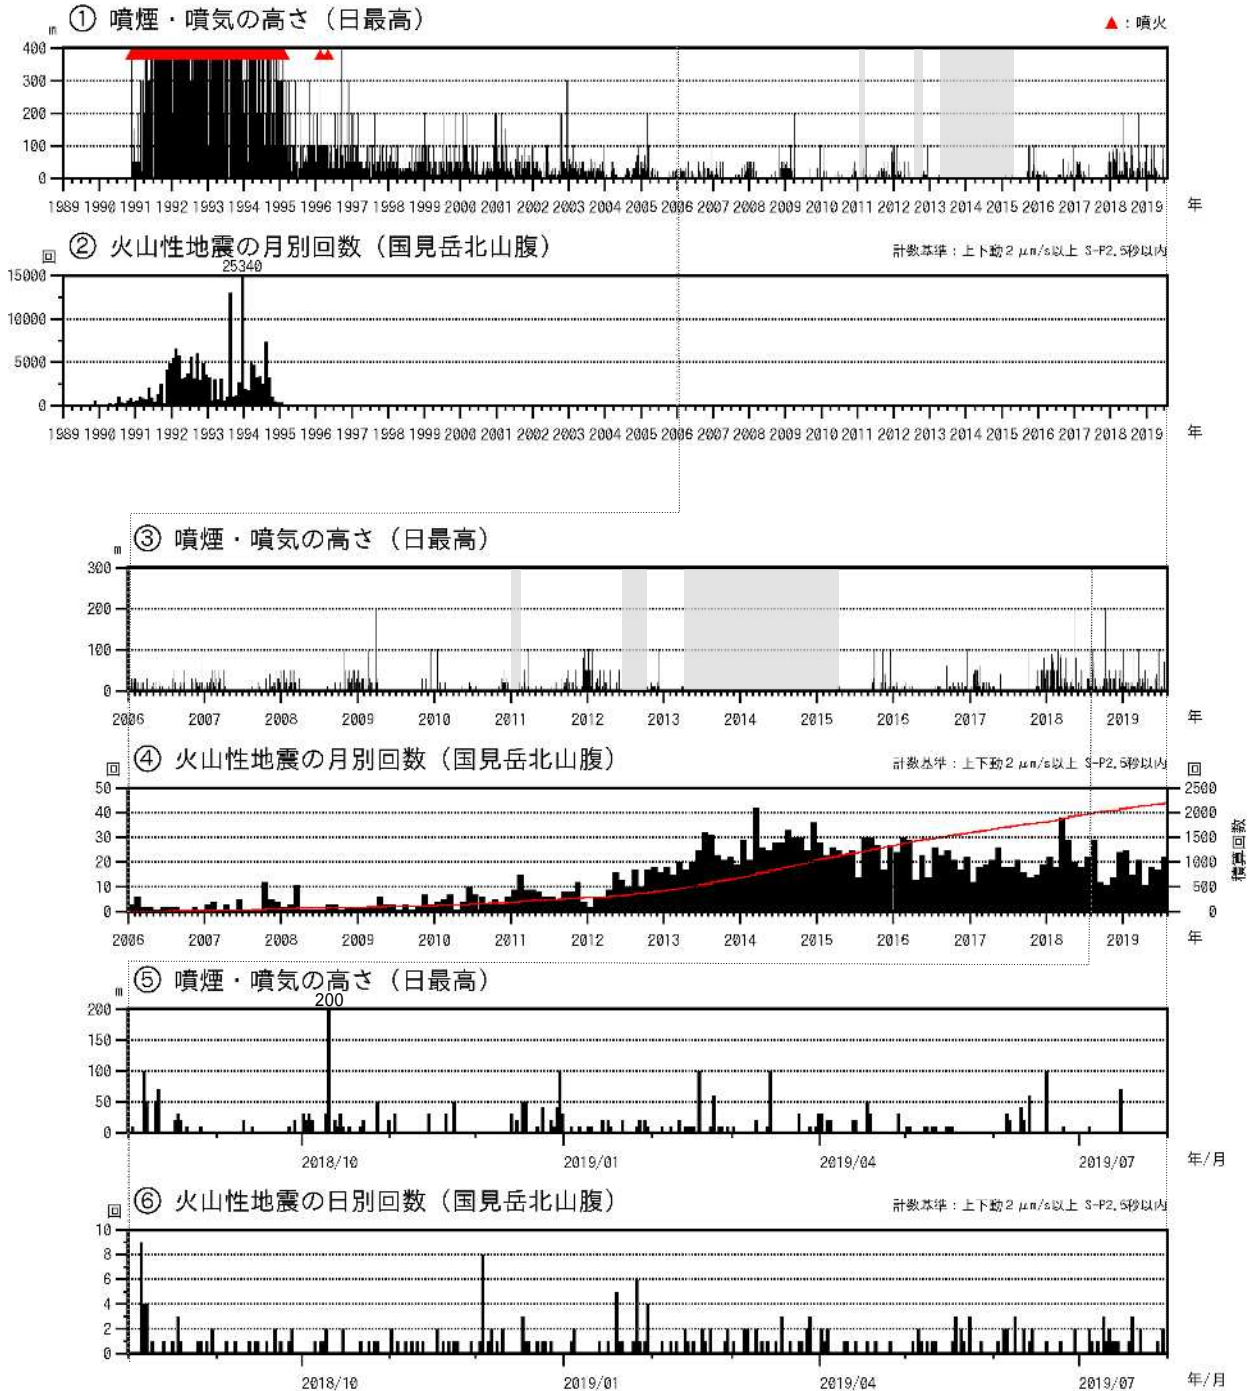 ① 噴煙・噴気の高さ（日最高）
▲：噴火
m
400
300
200
100
0
1989 1990 1991 1992 1993 1994 1995 1996 1997 1998 1999 2000 2001 2002 2003 2004 2005 2006 2007 2008 2009 2010 2011 2012 2013 2014 2015 2016 2017 2018 2019 年
② 火山性地震の月別回数（国見岳北山腹）
計数基準：上下動2μm/s以上 S-P2.5秒以内
回
25340
15000
10000
5000
0
1989 1990 1991 1992 1993 1994 1995 1996 1997 1998 1999 2000 2001 2002 2003 2004 2005 2006 2007 2008 2009 2010 2011 2012 2013 2014 2015 2016 2017 2018 2019 年
③ 噴煙・噴気の高さ（日最高）
m
300
200
100
0
2006 2007 2008 2009 2010 2011 2012 2013 2014 2015 2016 2017 2018 2019 年
④ 火山性地震の月別回数（国見岳北山腹）
計数基準：上下動2μm/s以上 S-P2.5秒以内
回 回
50 2500
40 2000
30 1500
20 1000
10 500
0 0
積算回数
2006 2007 2008 2009 2010 2011 2012 2013 2014 2015 2016 2017 2018 2019 年
⑤ 噴煙・噴気の高さ（日最高）
m
200
200
150
100
50
0
2018/10 2019/01 2019/04 2019/07 年/月
⑥ 火山性地震の日別回数（国見岳北山腹）
計数基準：上下動2μm/s以上 S-P2.5秒以内
回
10
8
6
4
2
0
2018/10 2019/01 2019/04 2019/07 年/月